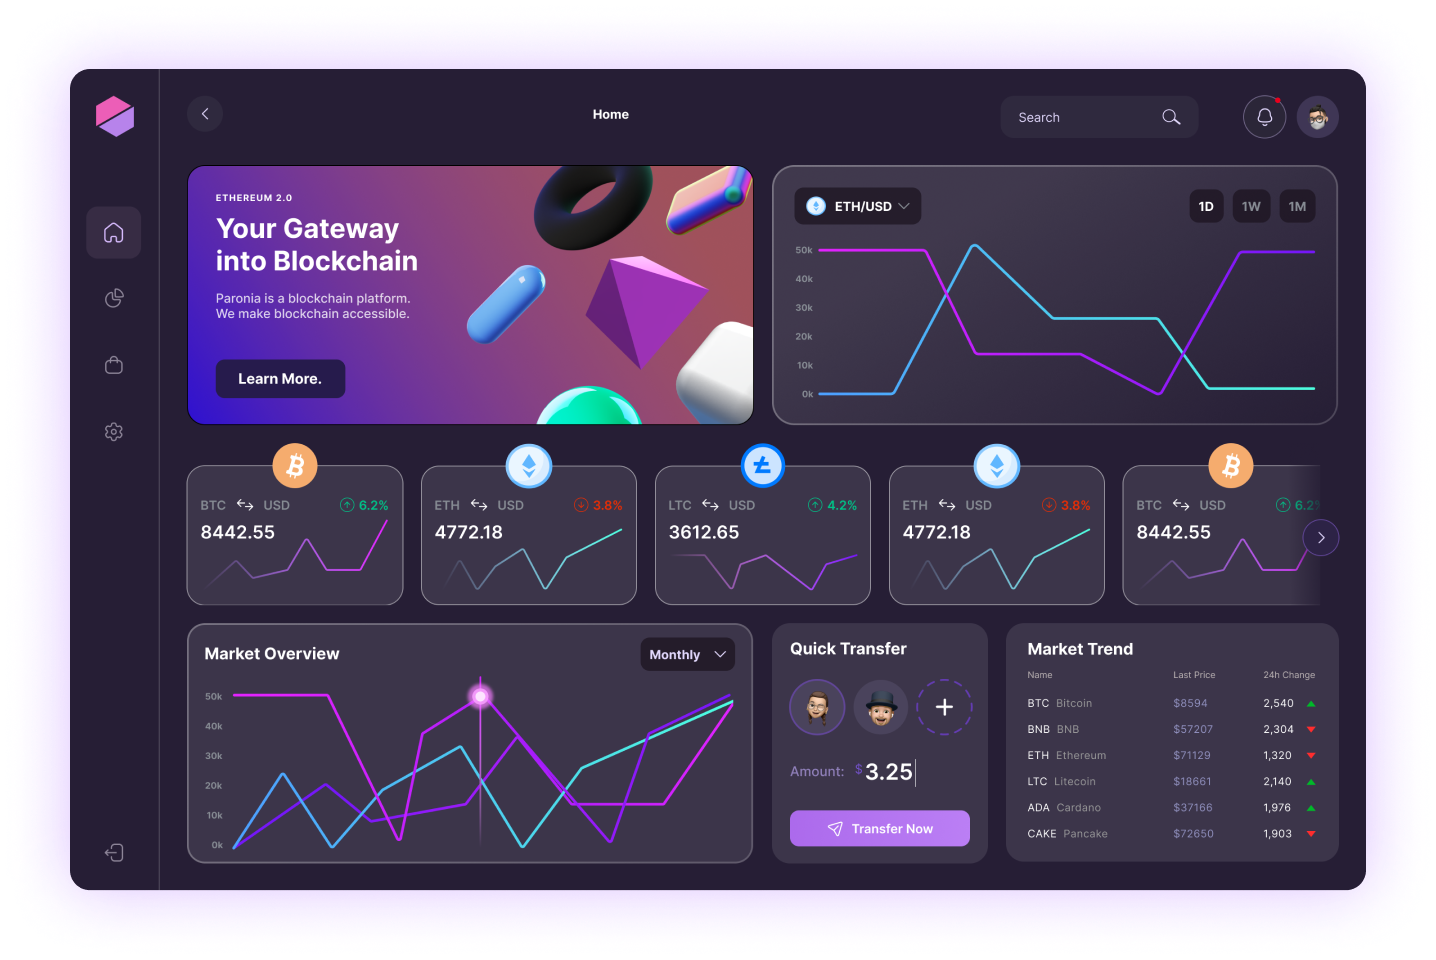 Home
Search
ETHEREUM 2.0
Your Gateway
into Blockchain
Paronia is a blockchain platform.
We make blockchain accessible.
Learn More.
ETH/USD
1D 1W 1M
50k
40k
30k
20k
10k
0k
BTC USD 6.2%
8442.55
ETH USD 3.8%
4772.18
LTC USD 4.2%
3612.65
ETH USD 3.8%
4772.18
BTC USD 6.2
8442.55
Market Overview
Monthly
50k
40k
30k
20k
10k
0k
Quick Transfer
Amount: $3.25
Transfer Now
Market Trend
Name Last Price 24h Change
BTC Bitcoin $8594 2,540
BNB BNB $57207 2,304
ETH Ethereum $71129 1,320
LTC Litecoin $18661 2,140
ADA Cardano $37166 1,976
CAKE Pancake $72650 1,903